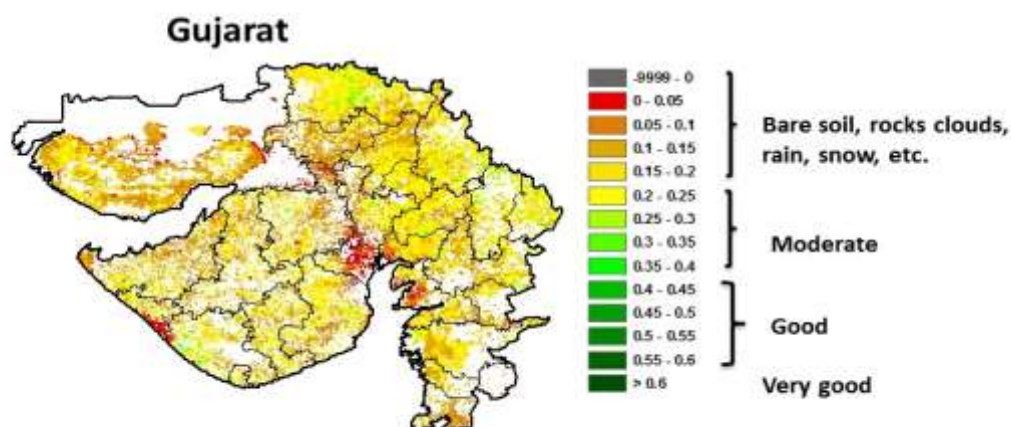 Gujarat
-9999 - 0
0 - 0.05
0.05 - 0.1
0.1 - 0.15
0.15 - 0.2
Bare soil, rocks clouds,
rain, snow, etc.
0.2 - 0.25
0.25 - 0.3
0.3 - 0.35
0.35 - 0.4
Moderate
0.4 - 0.45
0.45 - 0.5
0.5 - 0.55
0.55 - 0.6
Good
> 0.6
Very good